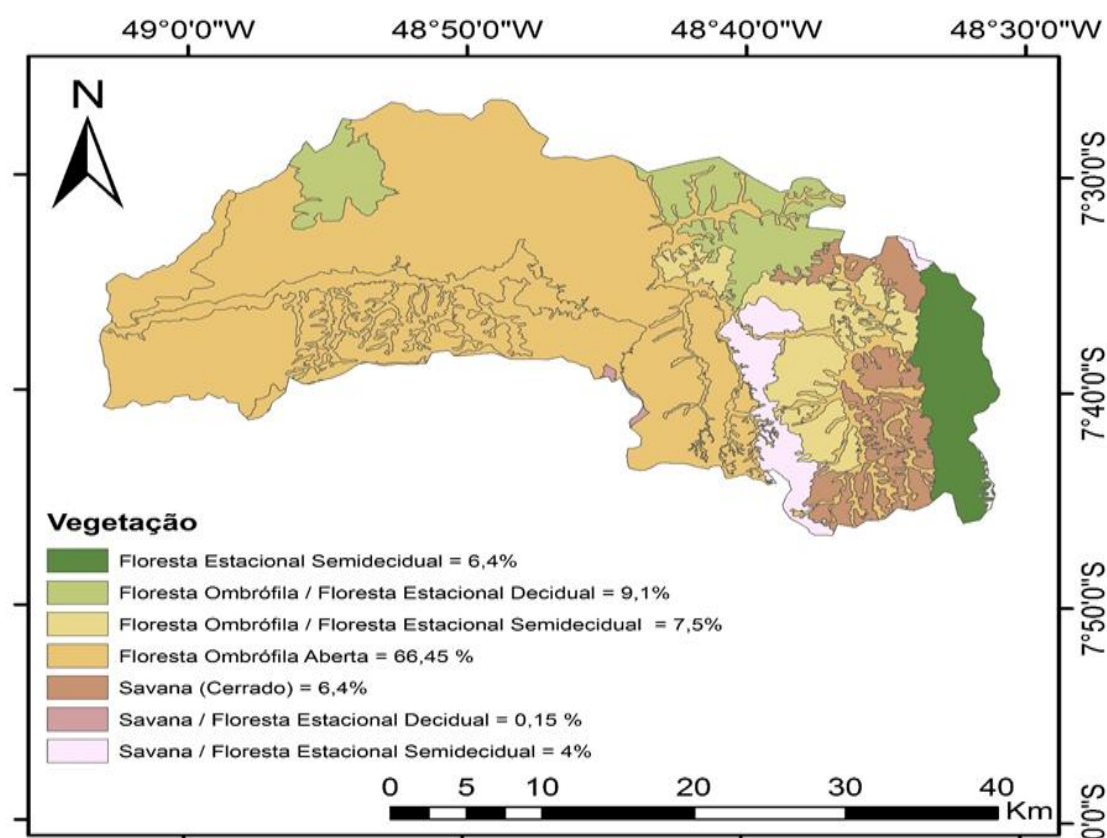 49°0'0"W 48°50'0"W 48°40'0"W 48°30'0"W
N
7°30'0"S
7°40'0"S
7°50'0"S
0'0"S
Vegetação
Floresta Estacional Semidecidual = 6,4%
Floresta Ombrófila / Floresta Estacional Decidual = 9,1%
Floresta Ombrófila / Floresta Estacional Semidecidual = 7,5%
Floresta Ombrófila Aberta = 66,45 %
Savana (Cerrado) = 6,4%
Savana / Floresta Estacional Decidual = 0,15 %
Savana / Floresta Estacional Semidecidual = 4%
0 5 10 20 30 40
Km